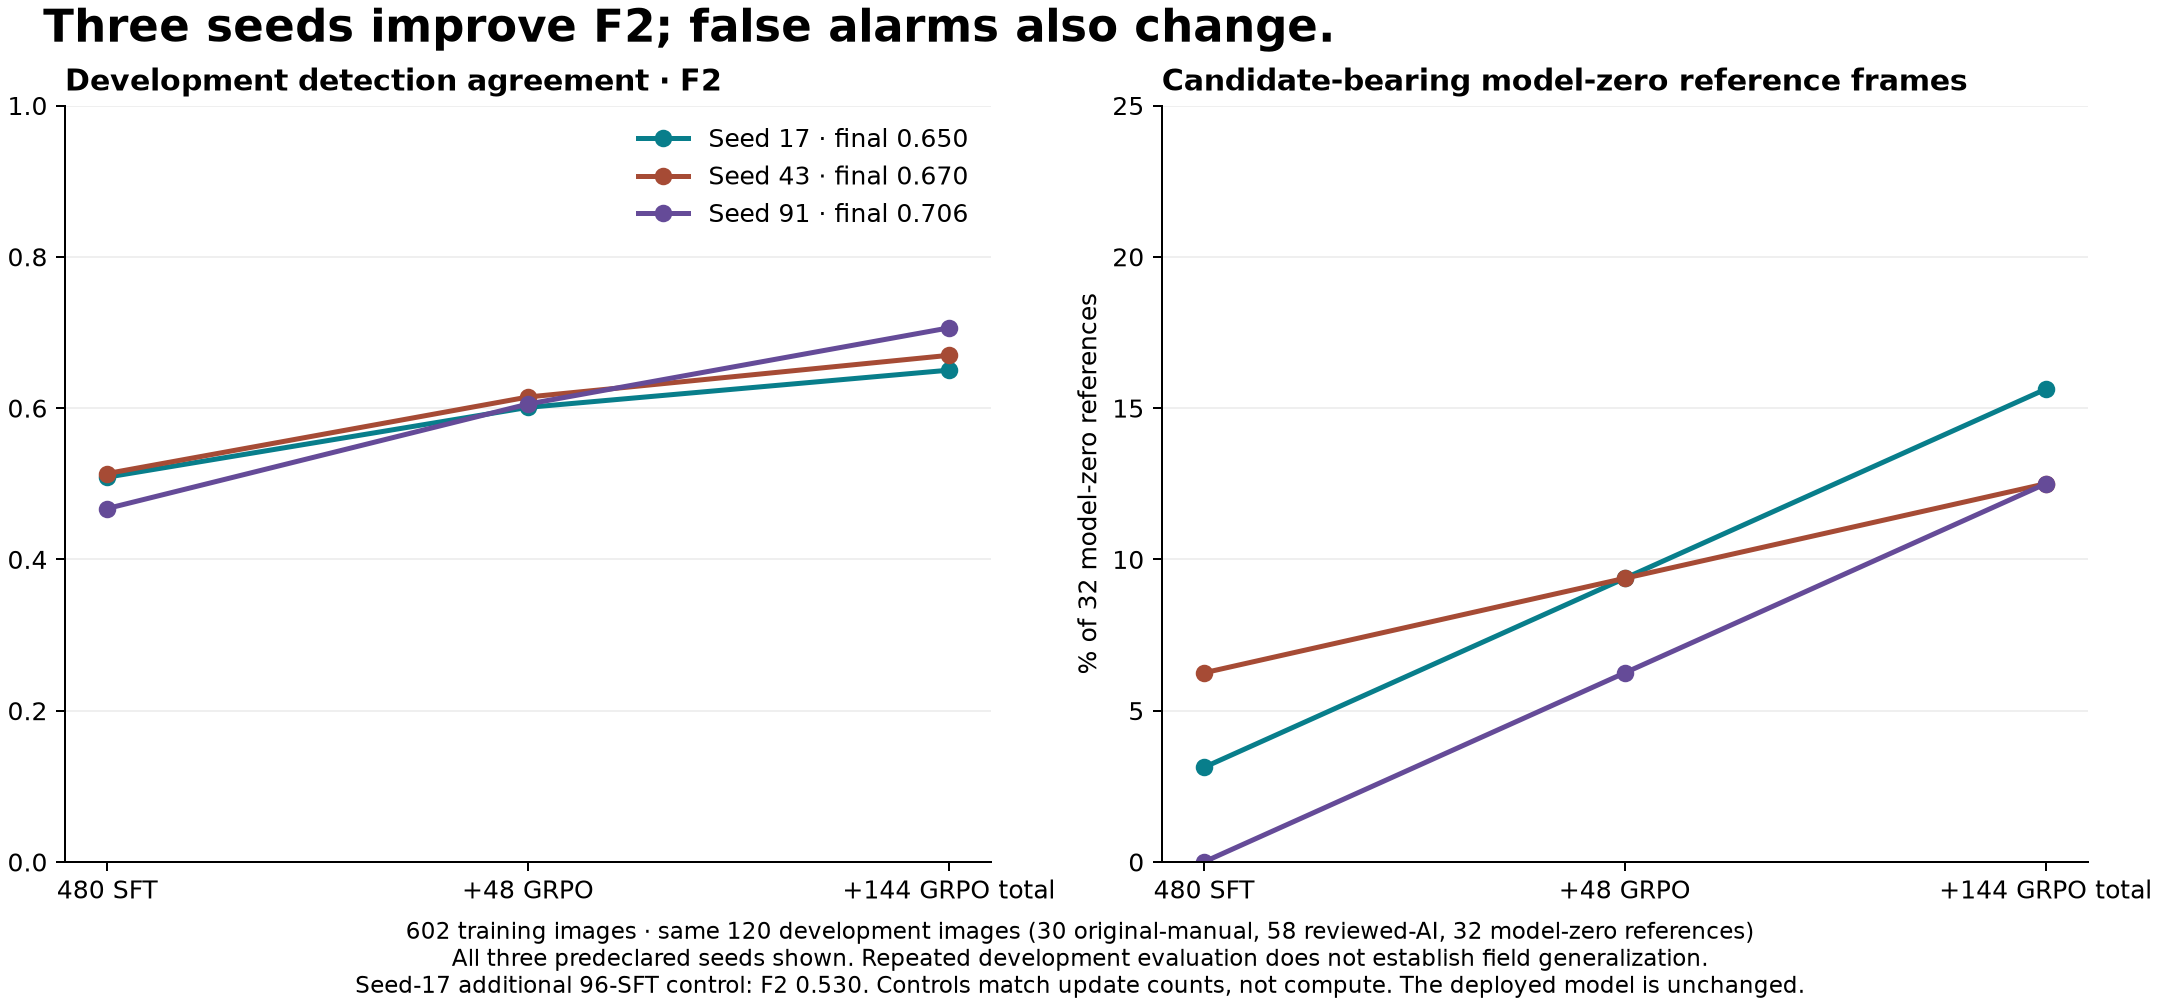 Three seeds improve F2; false alarms also change.
Development detection agreement · F2
1.0
0.8
0.6
0.4
0.2
0.0
Seed 17 · final 0.650
Seed 43 · final 0.670
Seed 91 · final 0.706
480 SFT
+48 GRPO
+144 GRPO total
Candidate-bearing model-zero reference frames
% of 32 model-zero references
25
20
15
10
5
0
480 SFT
+48 GRPO
+144 GRPO total
602 training images · same 120 development images (30 original-manual, 58 reviewed-AI, 32 model-zero references)
All three predeclared seeds shown. Repeated development evaluation does not establish field generalization.
Seed-17 additional 96-SFT control: F2 0.530. Controls match update counts, not compute. The deployed model is unchanged.